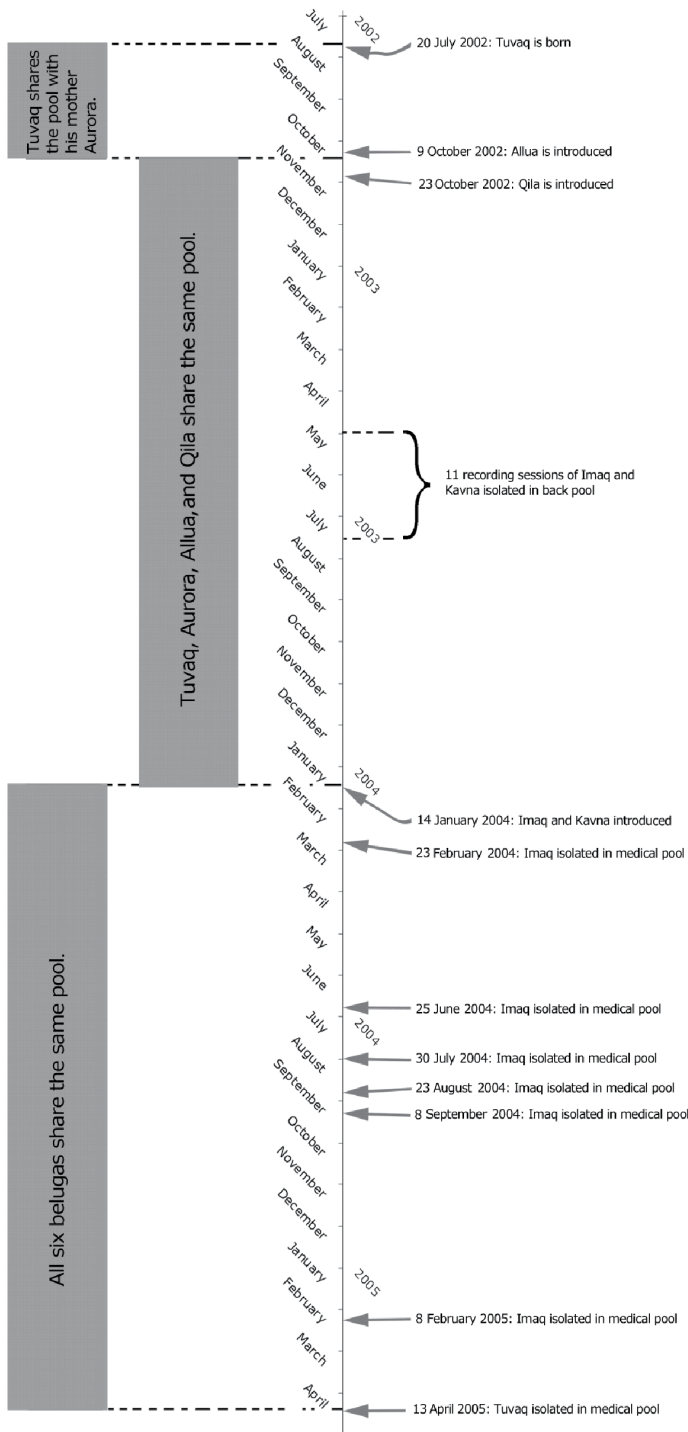 July
2002
20 July 2002: Tuvaq is born
August
Tuvaq shares
the pool with
his mother
Aurora.
September
October
9 October 2002: Allua is introduced
November
23 October 2002: Qila is introduced
December
January
2003
February
March
April
May
Tuvaq, Aurora, Allua,and Qila share the same pool.
11 recording sessions of Imaq and
Kavna isolated in back pool
June
July
2003
August
September
October
November
December
January
2004
February
14 January 2004: Imaq and Kavna introduced
March
23 February 2004: Imaq isolated in medical pool
April
May
June
All six belugas share the same pool.
25 June 2004: Imaq isolated in medical pool
July
2004
August
30 July 2004: Imaq isolated in medical pool
September
23 August 2004: Imaq isolated in medical pool
8 September 2004: Imaq isolated in medical pool
October
November
December
January
2005
February
8 February 2005: Imaq isolated in medical pool
March
April
13 April 2005: Tuvaq isolated in medical pool